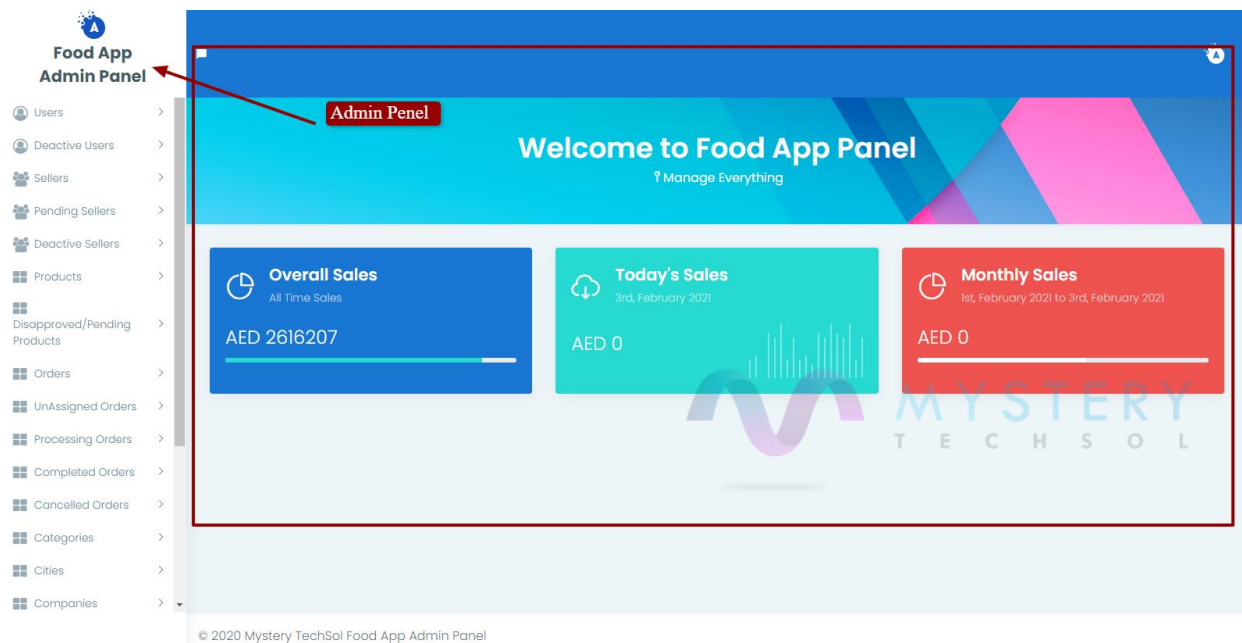 A
Food App
Admin Panel
Users
Deactive Users
Sellers
Pending Sellers
Deactive Sellers
Products
Disapproved/Pending
Products
Orders
UnAssigned Orders
Processing Orders
Completed Orders
Cancelled Orders
Categories
Cities
Companies
A
Admin Penel
Welcome to Food App Panel
Manage Everything
Overall Sales
All Time Sales
AED 2616207
Today's Sales
3rd, February 2021
AED 0
Monthly Sales
1st, February 2021 to 3rd, February 2021
AED 0
MYSTERY
TECHSOL
© 2020 Mystery TechSol Food App Admin Panel